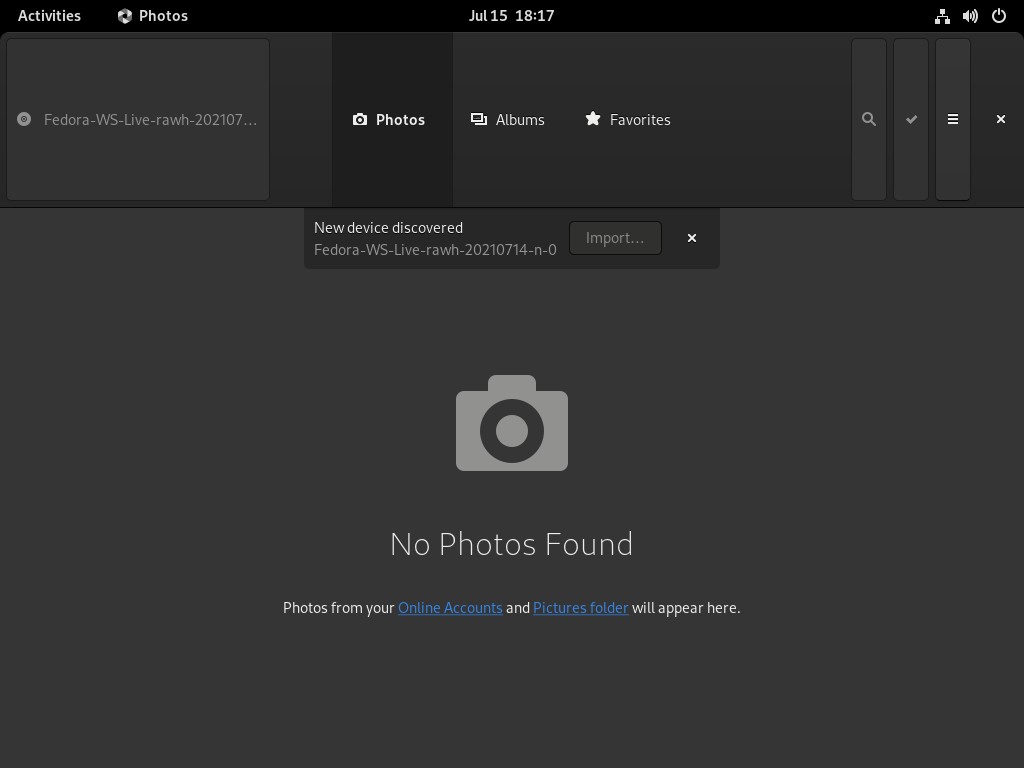 Activities Photos Jul 15 18:17
Fedora-WS-Live-rawh-202107… Photos Albums Favorites
New device discovered
Fedora-WS-Live-rawh-20210714-n-0 Import…
No Photos Found
Photos from your Online Accounts and Pictures folder will appear here.